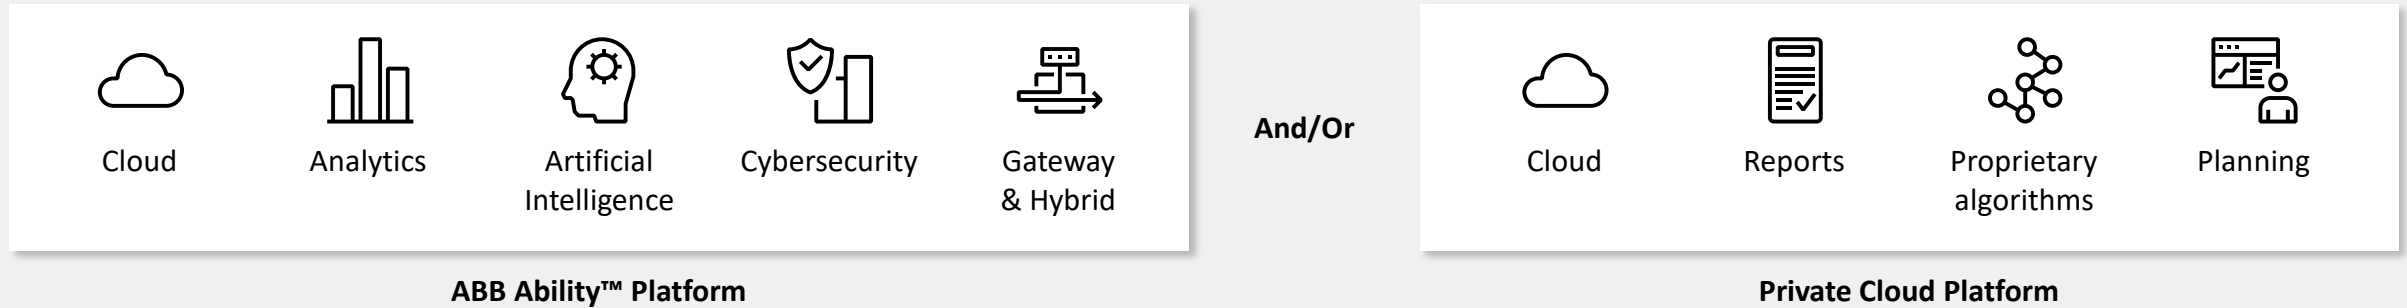 Cloud
Analytics
Artificial
Intelligence
Cybersecurity
Gateway
& Hybrid
ABB Ability™ Platform
And/Or
Cloud
Reports
Proprietary
algorithms
Planning
Private Cloud Platform